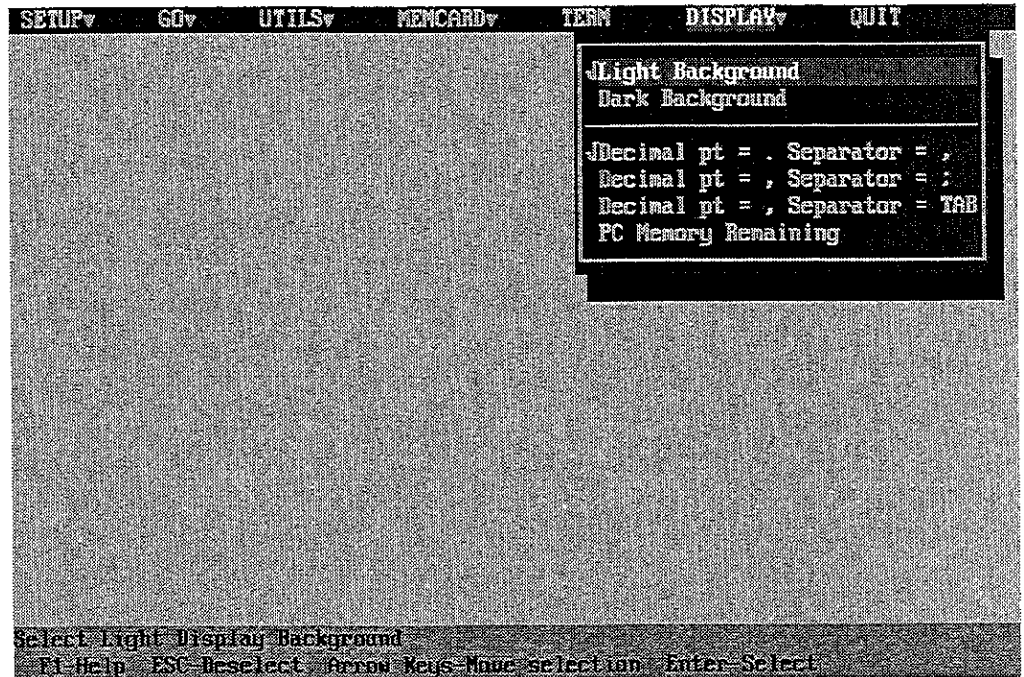 SETUP▾ GO▾ UTILS▾ MEMCARD▾ TERM DISPLAY▾ QUIT
√Light Background
Dark Background
√Decimal pt = . Separator = ,
Decimal pt = , Separator = ;
Decimal pt = , Separator = TAB
PC Memory Remaining
Select Light Display Background
F1-Help ESC-Deselect Arrow Keys-Move selection Enter-Select